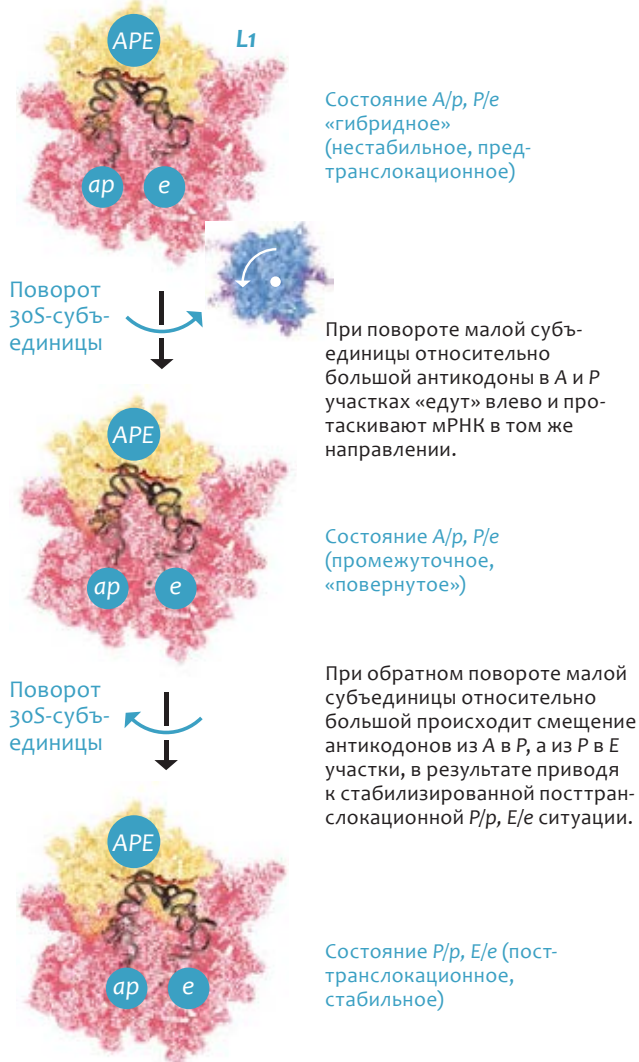 APE
L1
ap
e
Состояние A/p, P/e
«гибридное»
(нестабильное, пред-
транслокационное)
Поворот
30S-субъ-
единицы
При повороте малой субъ-
единицы относительно
большой антикодоны в A и P
участках «едут» влево и про-
таскивают мРНК в том же
направлении.
APE
ap
e
Состояние A/p, P/e
(промежуточное,
«повернутое»)
Поворот
30S-субъ-
единицы
При обратном повороте малой
субъединицы относительно
большой происходит смещение
антикодонов из A в P, а из P в E
участки, в результате приводя
к стабилизированной посттран-
слокационной P/p, E/e ситуации.
APE
ap
e
Состояние P/p, E/e (пост-
транслокационное,
стабильное)